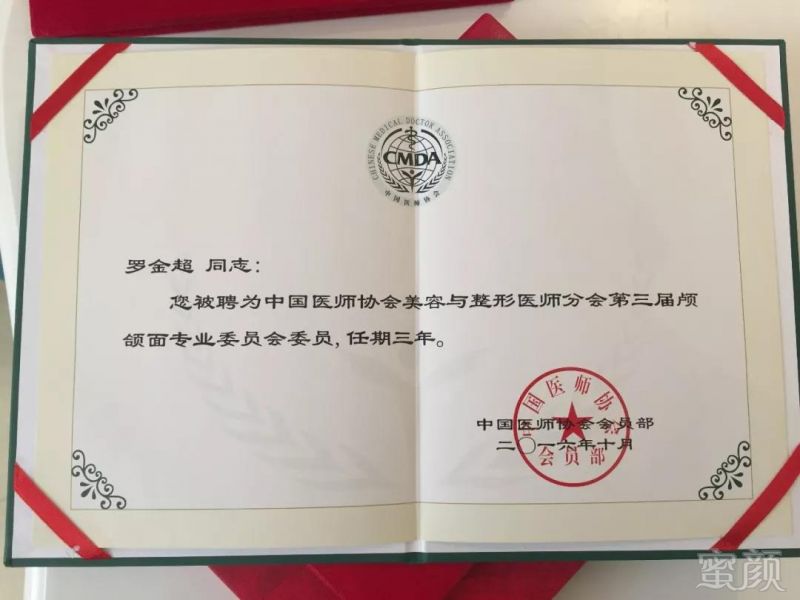 CHINESE MEDICAL DOCTOR ASSOCIATION
CMDA
中国医师协会
罗金超 同志：
您被聘为中国医师协会美容与整形医师分会第三届颅
颌面专业委员会委员，任期三年。
中国医师协会会员部
二〇一六年十月
中国医师协会
会员部
蜜颜